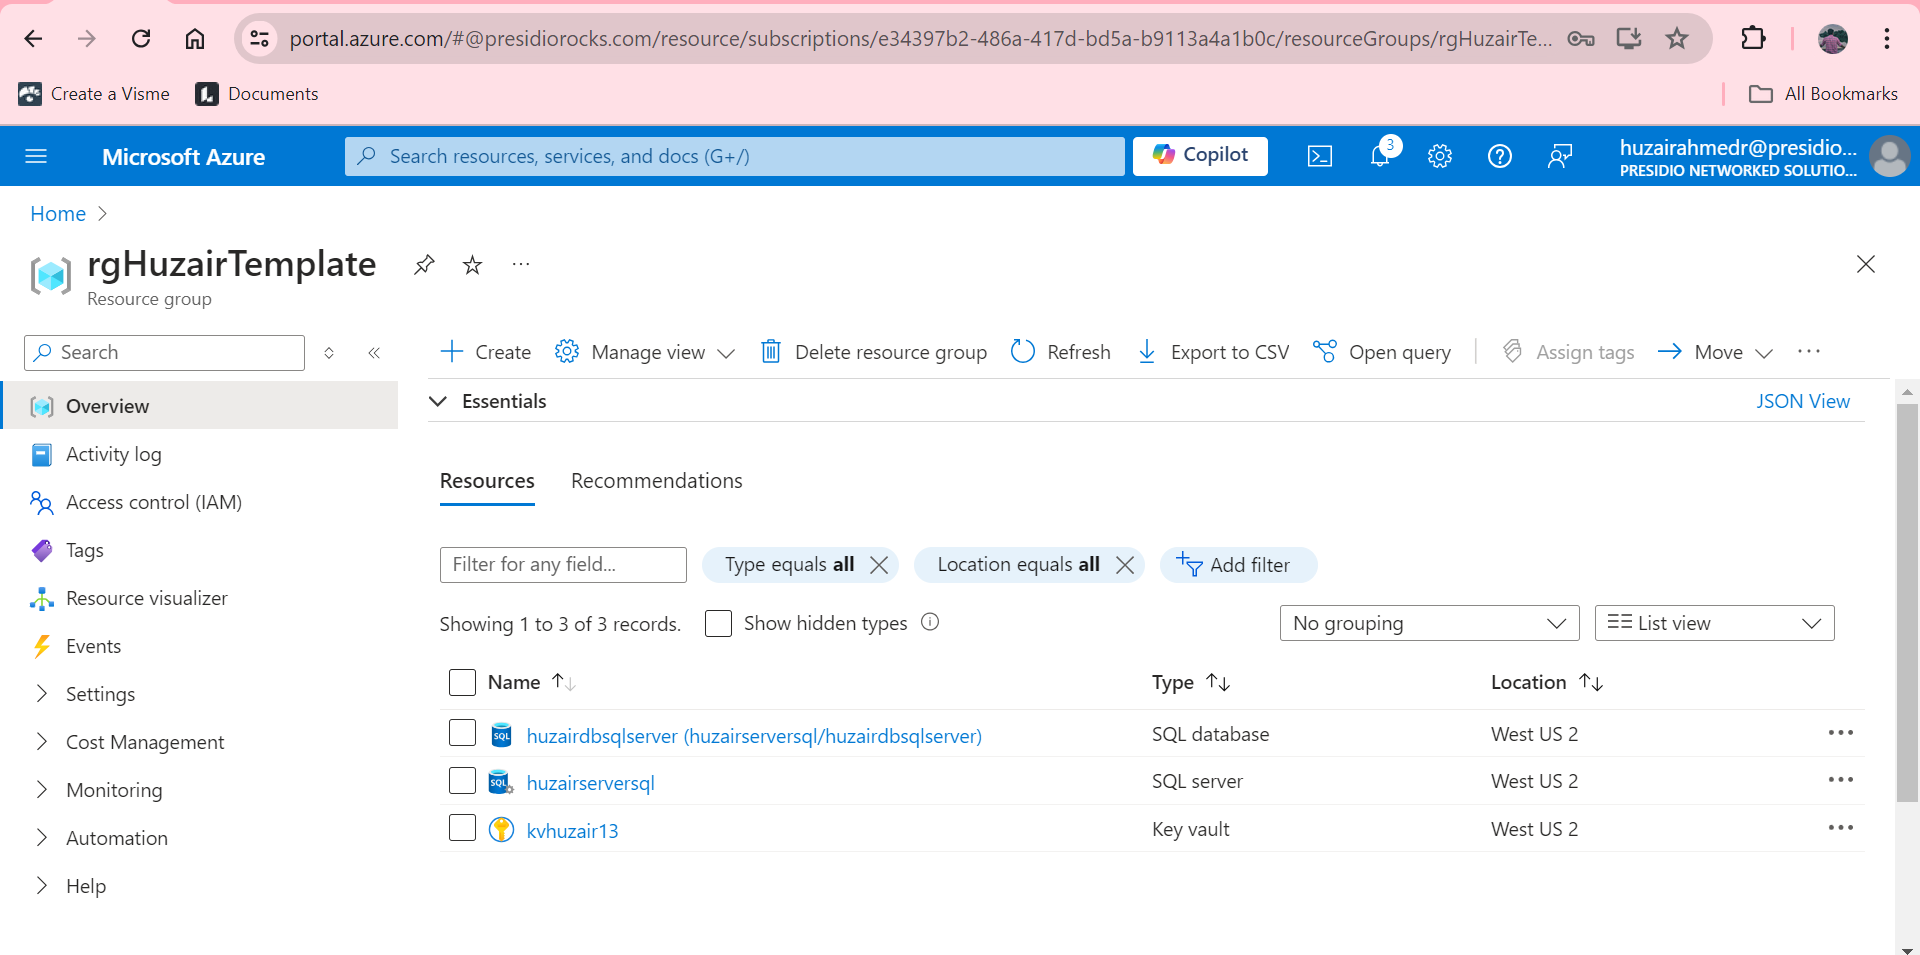 portal.azure.com/#@presidiorocks.com/resource/subscriptions/e34397b2-486a-417d-bd5a-b9113a4a1b0c/resourceGroups/rgHuzairTe...
Create a Visme
Documents
All Bookmarks
Microsoft Azure
Search resources, services, and docs (G+/)
Copilot
3
huzairahmedr@presidio...
PRESIDIO NETWORKED SOLUTIO...
Home
rgHuzairTemplate
Resource group
Search
Create
Manage view
Delete resource group
Refresh
Export to CSV
Open query
Assign tags
Move
Overview
Activity log
Access control (IAM)
Tags
Resource visualizer
Events
Settings
Cost Management
Monitoring
Automation
Help
Essentials
JSON View
Resources
Recommendations
Filter for any field...
Type equals all
Location equals all
Add filter
Showing 1 to 3 of 3 records.
Show hidden types
No grouping
List view
Name
Type
Location
SQL
huzairdbsqlserver (huzairserversql/huzairdbsqlserver)
SQL database
West US 2
SQL
huzairserversql
SQL server
West US 2
kvhuzair13
Key vault
West US 2